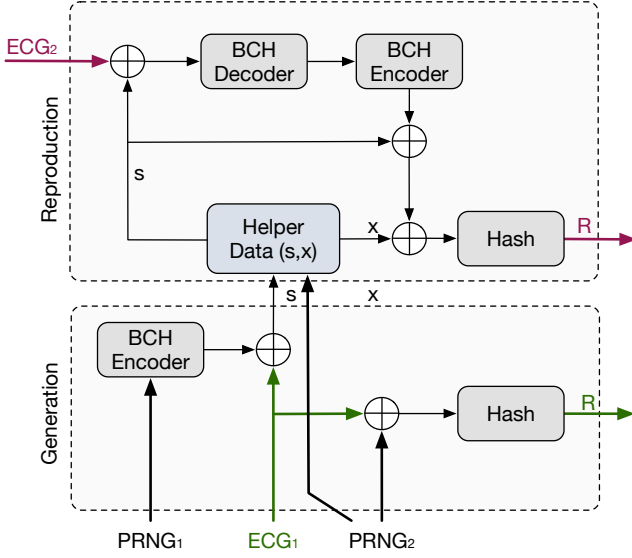 ECG2
BCH
Decoder
BCH
Encoder
Reproduction
s
Helper
Data (s,x)
x
Hash
R
s
x
BCH
Encoder
Generation
Hash
R
PRNG1
ECG1
PRNG2